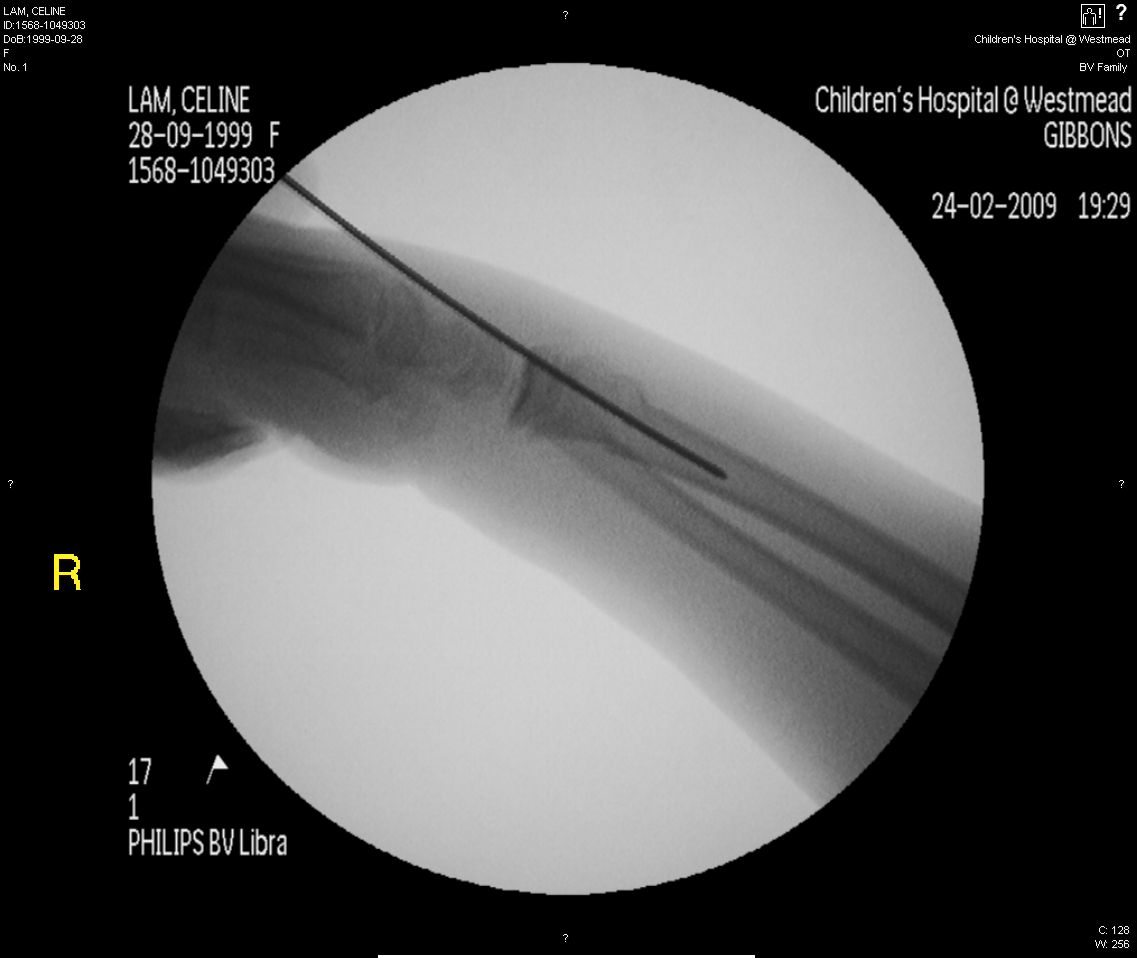 LAM, CELINE
ID:1568-1049303
DoB:1999-09-28
F
No. 1
?
!
?
Children's Hospital @ Westmead
OT
BV Family
LAM, CELINE
28-09-1999 F
1568-1049303
Children's Hospital @ Westmead
GIBBONS
24-02-2009 19:29
?
?
R
17
1
PHILIPS BV Libra
?
C: 128
W: 256